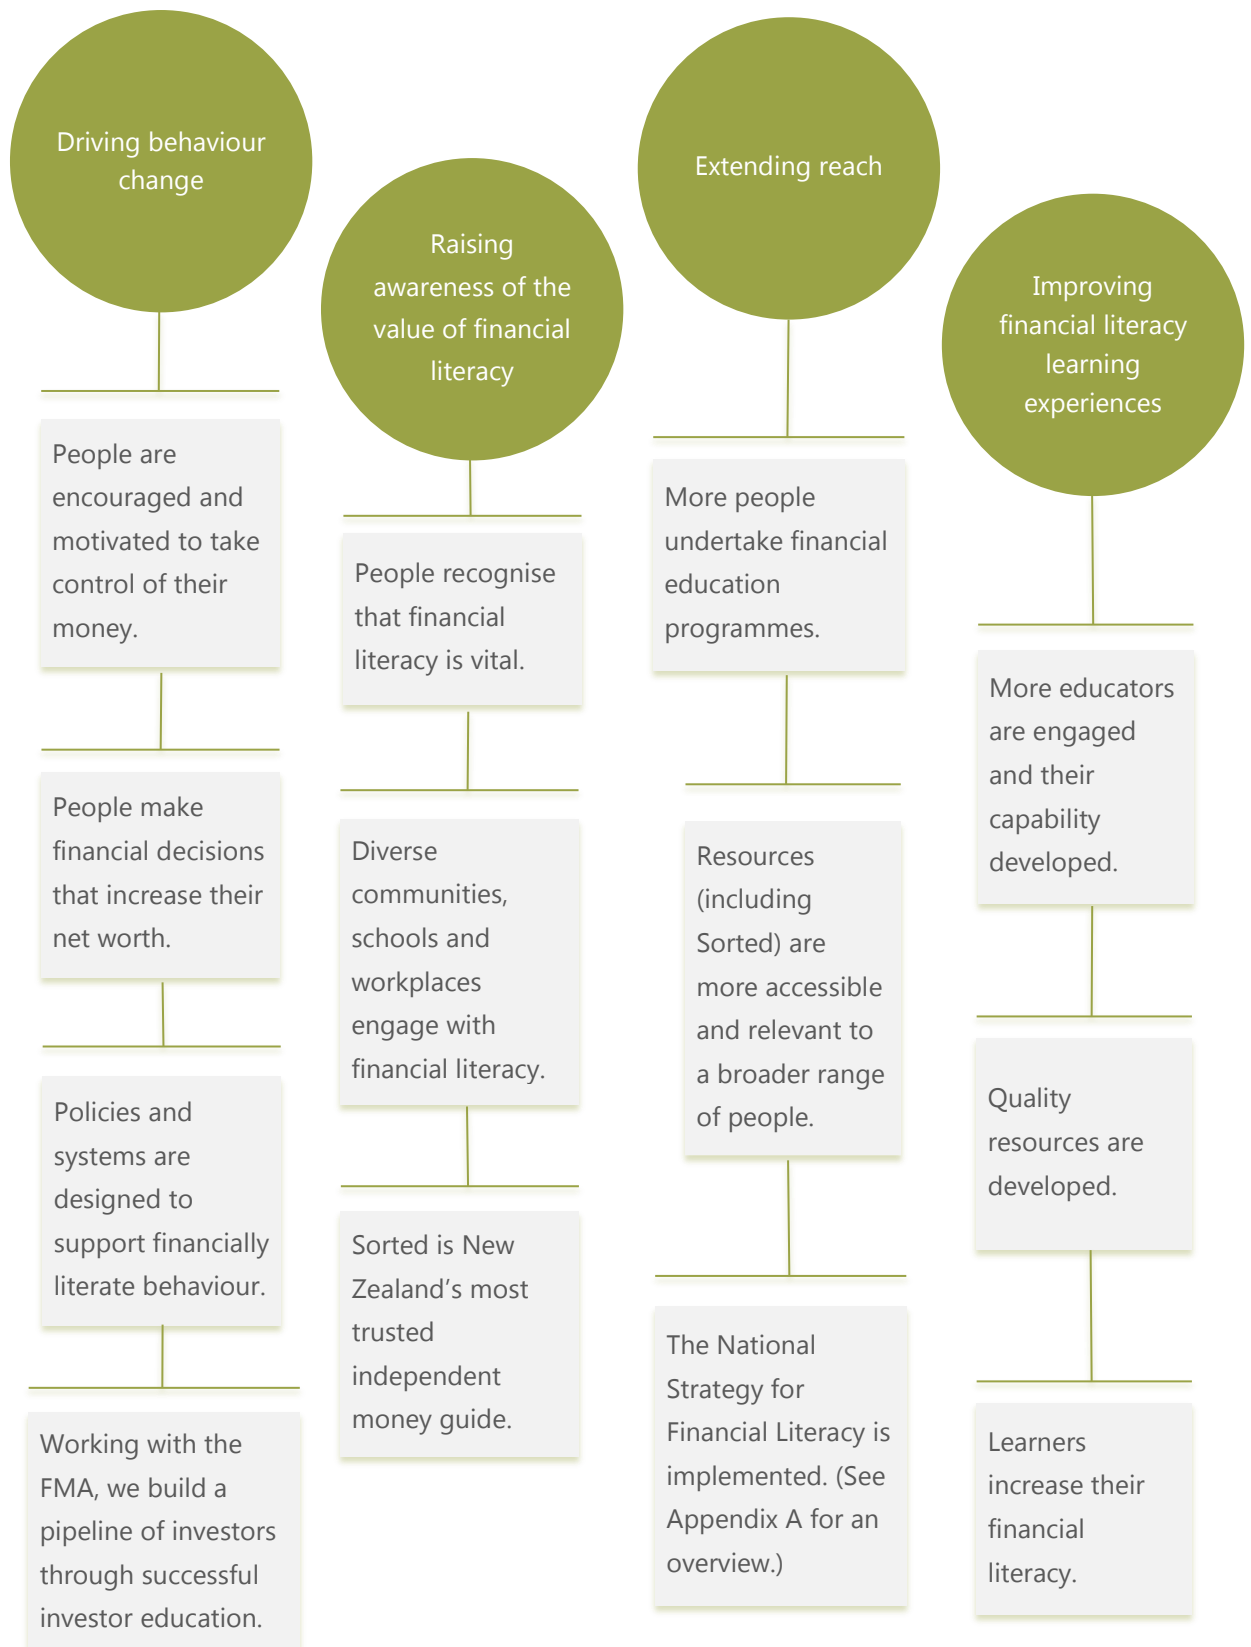 Driving behaviour
change
People are
encouraged and
motivated to take
control of their
money.
People make
financial decisions
that increase their
net worth.
Policies and
systems are
designed to
support financially
literate behaviour.
Working with the
FMA, we build a
pipeline of investors
through successful
investor education.
Raising
awareness of the
value of financial
literacy
People recognise
that financial
literacy is vital.
Diverse
communities,
schools and
workplaces
engage with
financial literacy.
Sorted is New
Zealand’s most
trusted
independent
money guide.
Extending reach
More people
undertake financial
education
programmes.
Resources
(including
Sorted) are
more accessible
and relevant to
a broader range
of people.
The National
Strategy for
Financial Literacy is
implemented. (See
Appendix A for an
overview.)
Improving
financial literacy
learning
experiences
More educators
are engaged
and their
capability
developed.
Quality
resources are
developed.
Learners
increase their
financial
literacy.